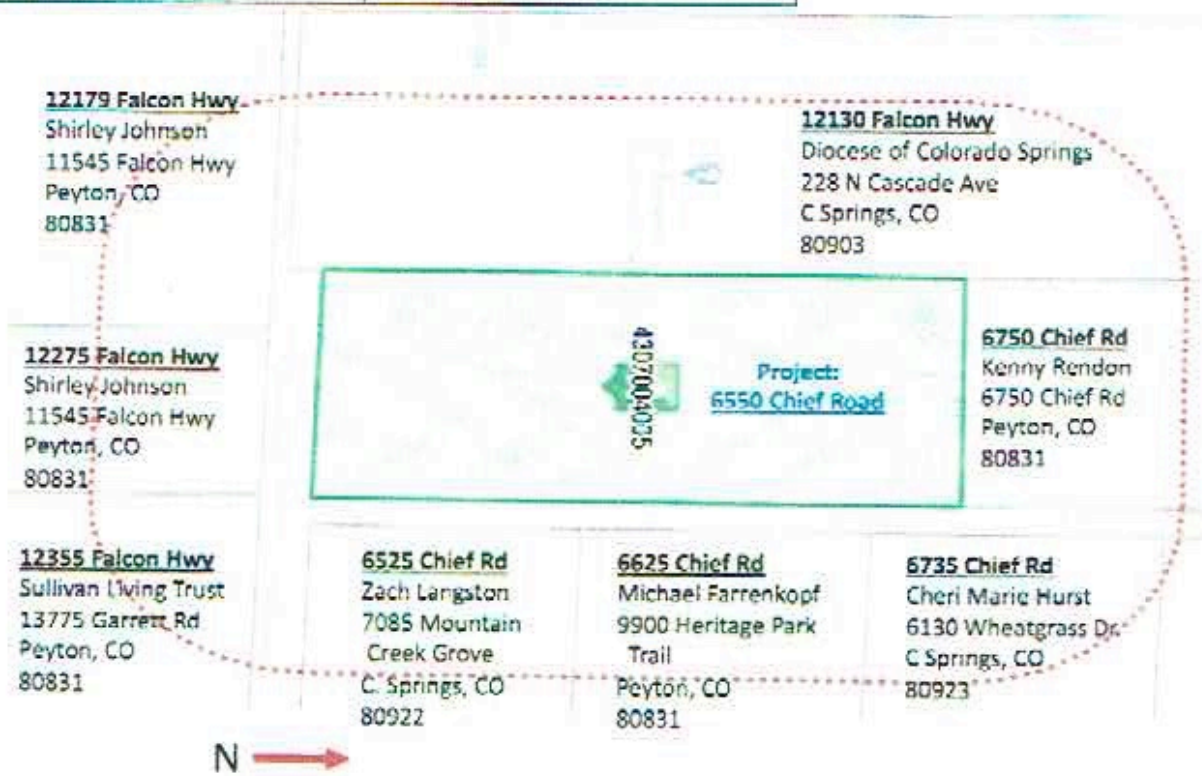 12179 Falcon Hwy
Shirley Johnson
11545 Falcon Hwy
Peyton, CO
80831
12130 Falcon Hwy
Diocese of Colorado Springs
228 N Cascade Ave
C Springs, CO
80903
12275 Falcon Hwy
Shirley Johnson
11545 Falcon Hwy
Peyton, CO
80831
4307004005
Project:
6550 Chief Road
6750 Chief Rd
Kenny Rendon
6750 Chief Rd
Peyton, CO
80831
12355 Falcon Hwy
Sullivan Living Trust
13775 Garrett Rd
Peyton, CO
80831
6525 Chief Rd
Zach Langston
7085 Mountain
Creek Grove
C. Springs, CO
80922
6625 Chief Rd
Michael Farrenkopf
9900 Heritage Park
Trail
Peyton, CO
80831
6735 Chief Rd
Cheri Marie Hurst
6130 Wheatgrass Dr.
C Springs, CO
80923
N